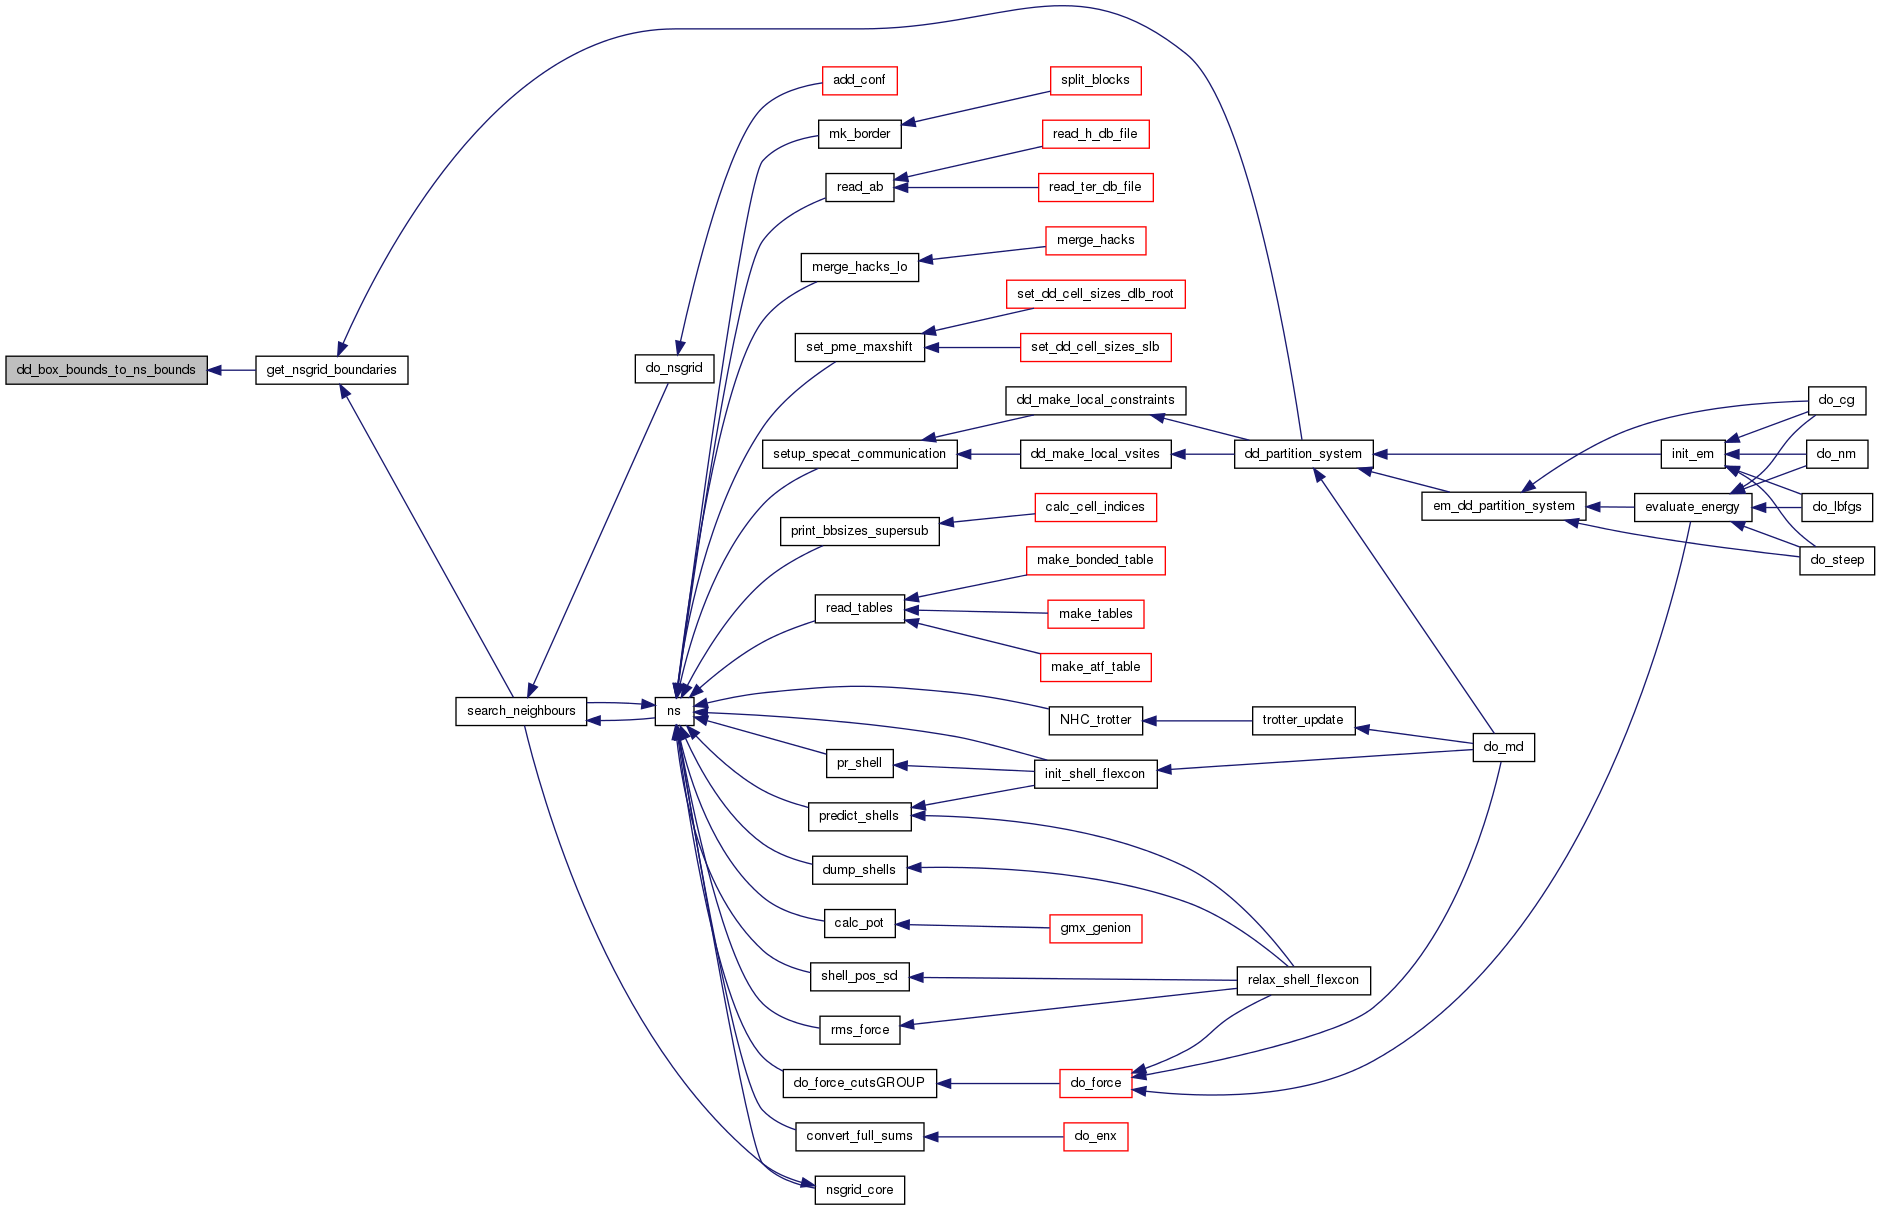 add_conf
split_blocks
mk_border
read_h_db_file
read_ab
read_ter_db_file
merge_hacks
merge_hacks_lo
set_dd_cell_sizes_dlb_root
set_pme_maxshift
set_dd_cell_sizes_slb
dd_box_bounds_to_ns_bounds
get_nsgrid_boundaries
do_nsgrid
dd_make_local_constraints
do_cg
setup_specat_communication
dd_make_local_vsites
dd_partition_system
init_em
do_nm
calc_cell_indices
em_dd_partition_system
evaluate_energy
do_lbfgs
print_bbsizes_supersub
make_bonded_table
do_steep
read_tables
make_tables
make_atf_table
search_neighbours
ns
NHC_trotter
trotter_update
do_md
pr_shell
init_shell_flexcon
predict_shells
dump_shells
calc_pot
gmx_genion
shell_pos_sd
relax_shell_flexcon
rms_force
do_force_cutsGROUP
do_force
convert_full_sums
do_enx
nsgrid_core